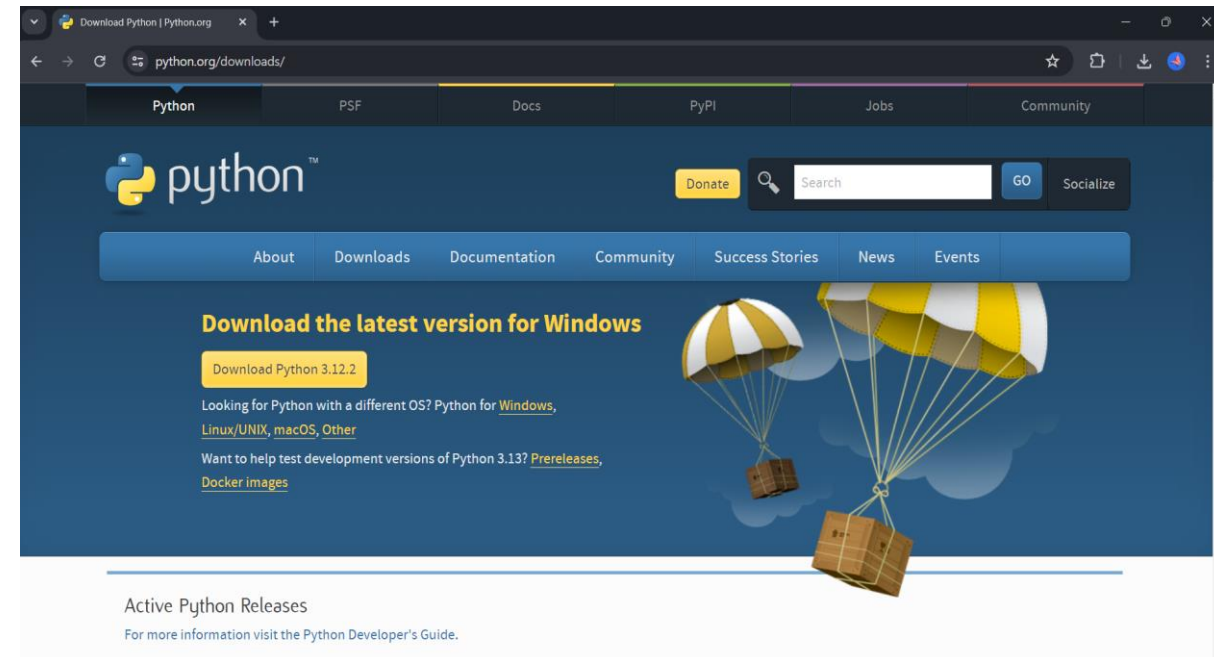 Download Python | Python.org
python.org/downloads/
Python PSF Docs PyPI Jobs Community
python™
Donate Search GO Socialize
About Downloads Documentation Community Success Stories News Events
Download the latest version for Windows
Download Python 3.12.2
Looking for Python with a different OS? Python for Windows,
Linux/UNIX, macOS, Other
Want to help test development versions of Python 3.13? Prereleases,
Docker images
Active Python Releases
For more information visit the Python Developer's Guide.